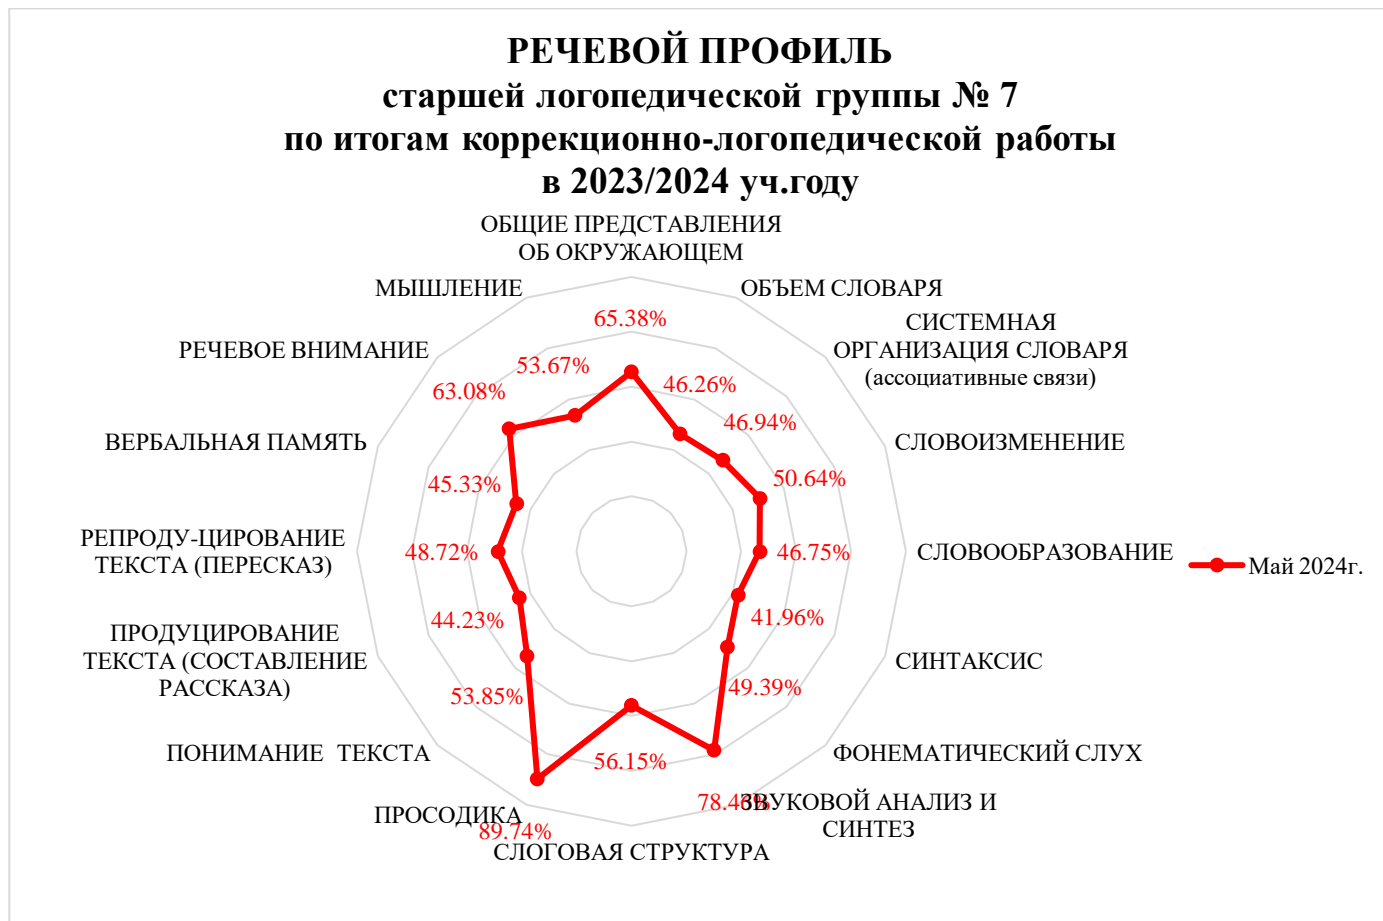 РЕЧЕВОЙ ПРОФИЛЬ
старшей логопедической группы № 7
по итогам коррекционно-логопедической работы
в 2023/2024 уч.году
ОБЩИЕ ПРЕДСТАВЛЕНИЯ
ОБ ОКРУЖАЮЩЕМ
65.38%
ОБЪЕМ СЛОВАРЯ
46.26%
СИСТЕМНАЯ
ОРГАНИЗАЦИЯ СЛОВАРЯ
(ассоциативные связи)
46.94%
СЛОВОИЗМЕНЕНИЕ
50.64%
СЛОВООБРАЗОВАНИЕ
46.75%
СИНТАКСИС
41.96%
ФОНЕМАТИЧЕСКИЙ СЛУХ
49.39%
ЗВУКОВОЙ АНАЛИЗ И
СИНТЕЗ
СЛОГОВАЯ СТРУКТУРА
56.15%
ПРОСОДИКА
89.74%
ПОНИМАНИЕ ТЕКСТА
53.85%
ПРОДУЦИРОВАНИЕ
ТЕКСТА (СОСТАВЛЕНИЕ
РАССКАЗА)
44.23%
РЕПРОДУ-ЦИРОВАНИЕ
ТЕКСТА (ПЕРЕСКАЗ)
48.72%
ВЕРБАЛЬНАЯ ПАМЯТЬ
45.33%
РЕЧЕВОЕ ВНИМАНИЕ
63.08%
МЫШЛЕНИЕ
53.67%
Май 2024г.